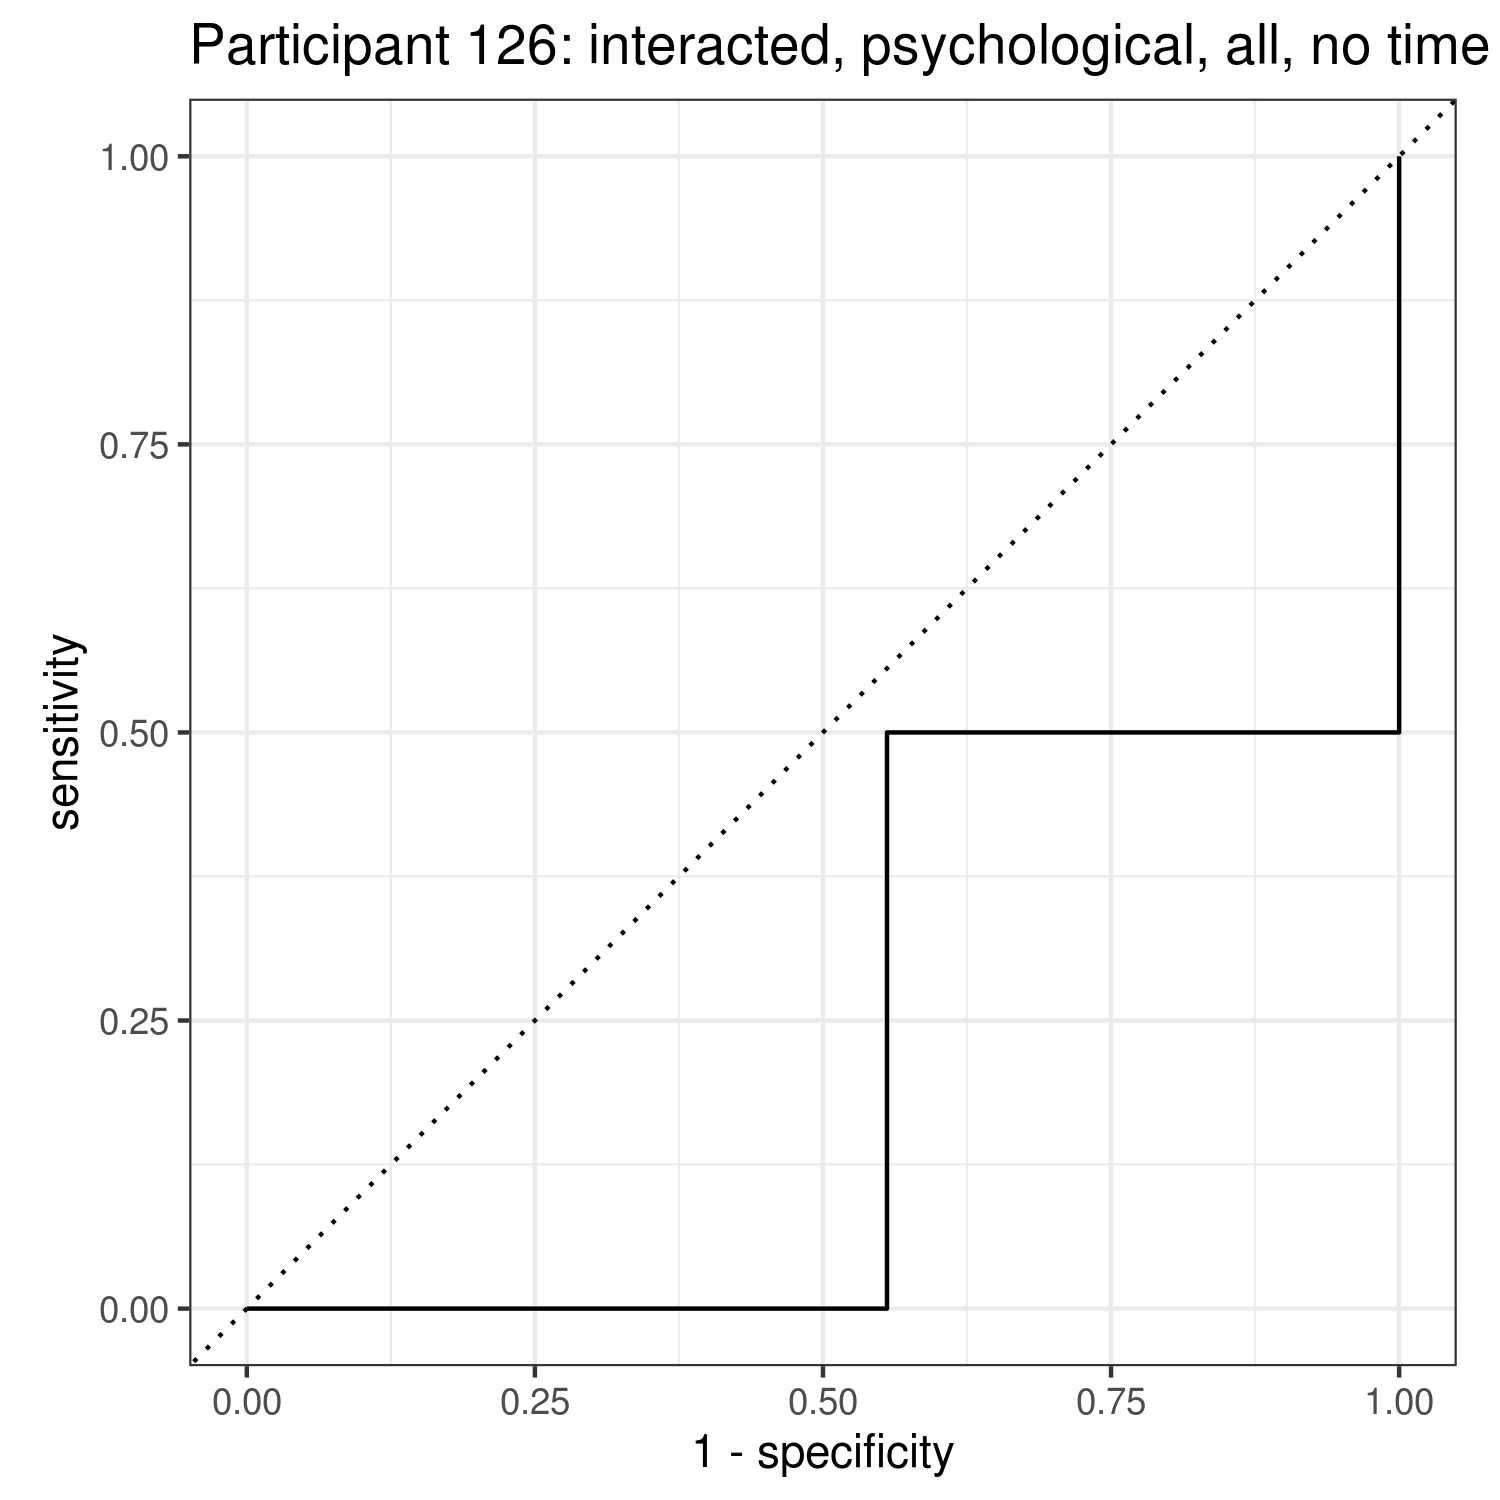 Participant 126: interacted, psychological, all, no time
1.00
0.75
0.50
0.25
0.00
sensitivity
0.00 0.25 0.50 0.75 1.00
1 - specificity